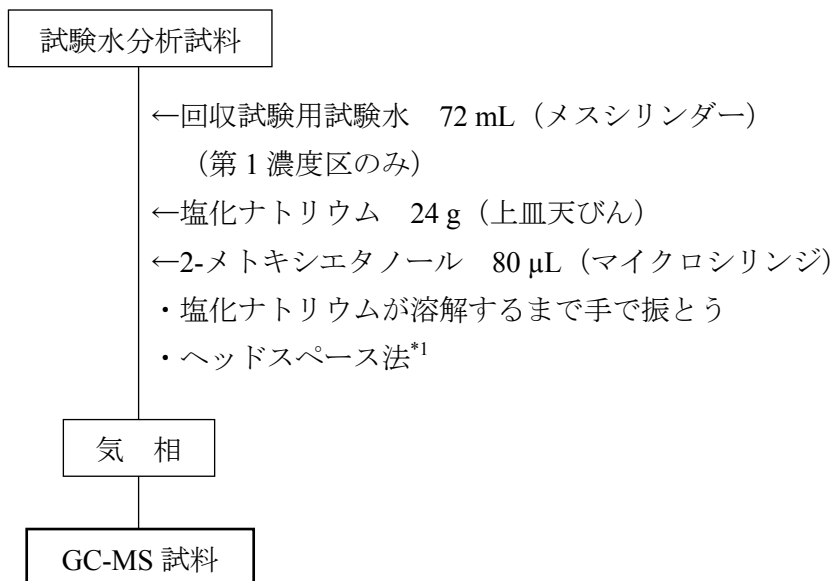 試験水分析試料
←回収試験用試験水　72 mL（メスシリンダー）
（第 1 濃度区のみ）
←塩化ナトリウム　24 g（上皿天びん）
←2-メトキシエタノール　80 μL（マイクロシリンジ）
・塩化ナトリウムが溶解するまで手で振とう
・ヘッドスペース法*1
気　相
GC-MS 試料